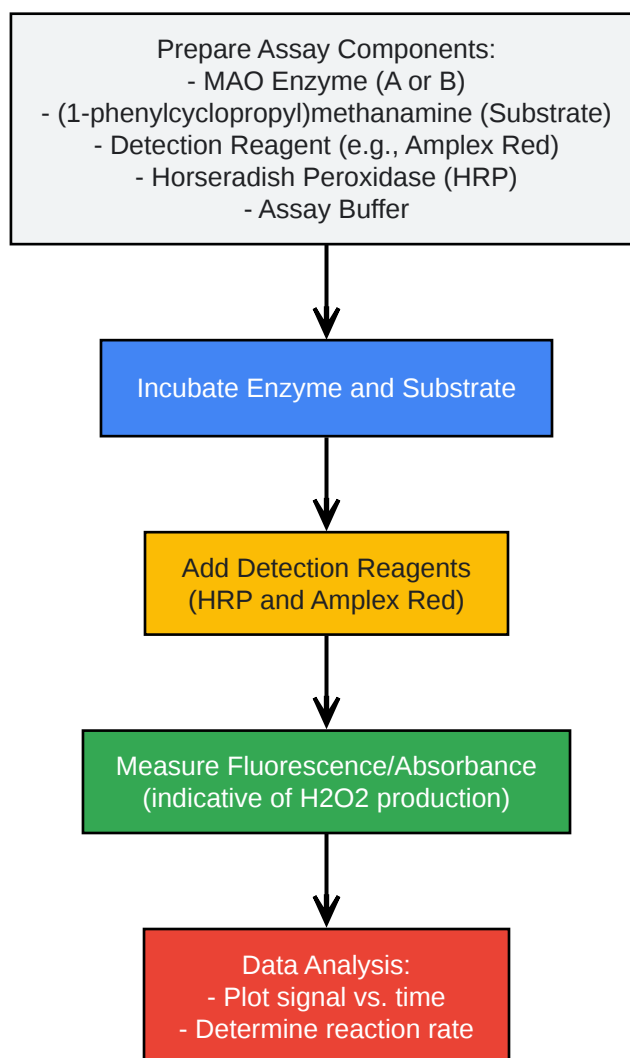 Prepare Assay Components:
- MAO Enzyme (A or B)
- (1-phenylcyclopropyl)methanamine (Substrate)
- Detection Reagent (e.g., Amplex Red)
- Horseradish Peroxidase (HRP)
- Assay Buffer
Incubate Enzyme and Substrate
Add Detection Reagents
(HRP and Amplex Red)
Measure Fluorescence/Absorbance
(indicative of H2O2 production)
Data Analysis:
- Plot signal vs. time
- Determine reaction rate